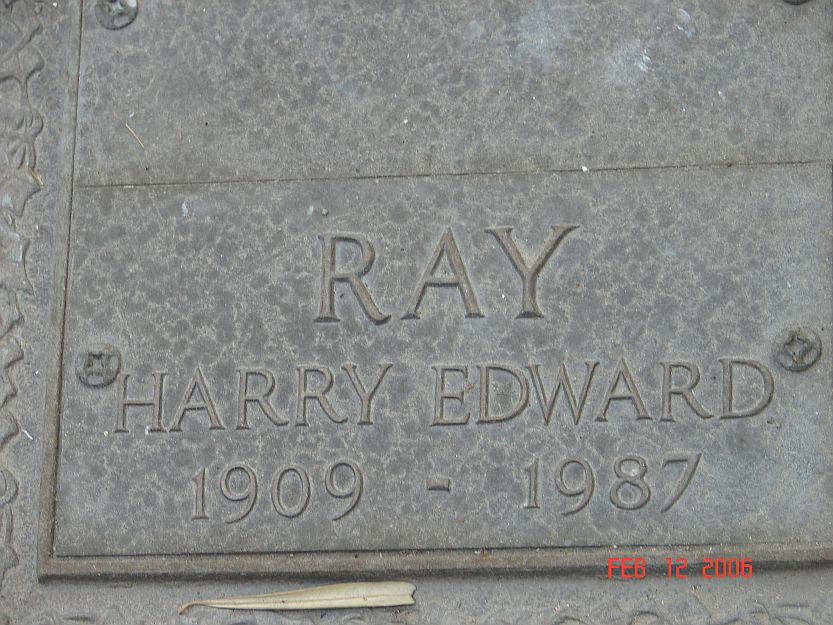 RAY
HARRY EDWARD
1909 - 1987
FEB 12 2006